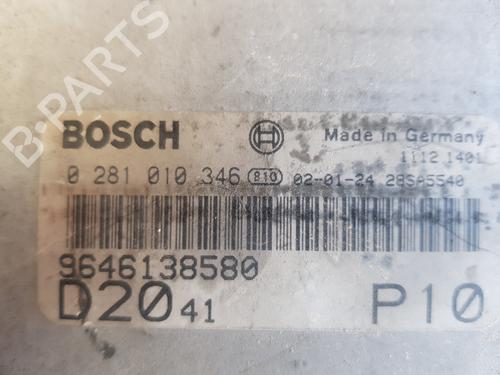 B-PARTS
BOSCH
Made in Germany
1112 1401
0 281 010 346 810 02-01-24 28SA5540
9646138580
D20 41 P10